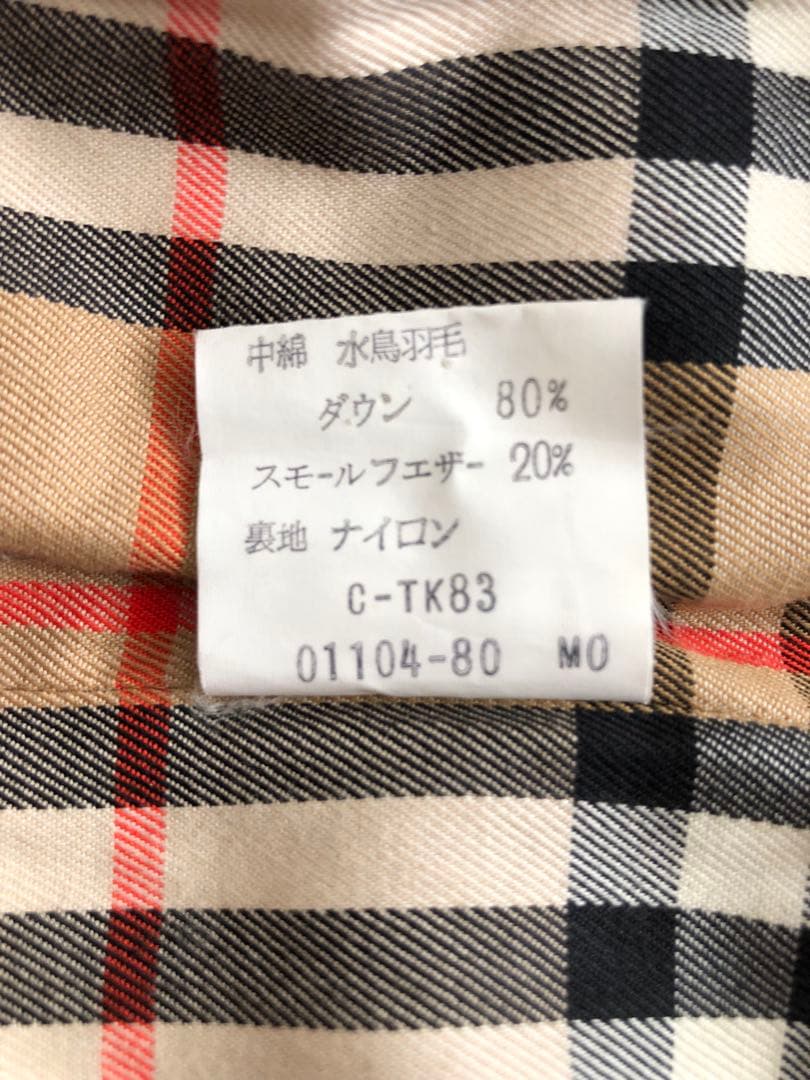 中綿 水鳥羽毛
ダウン 80%
スモールフエザー 20%
裏地 ナイロン
C-TK83
01104-80 MO